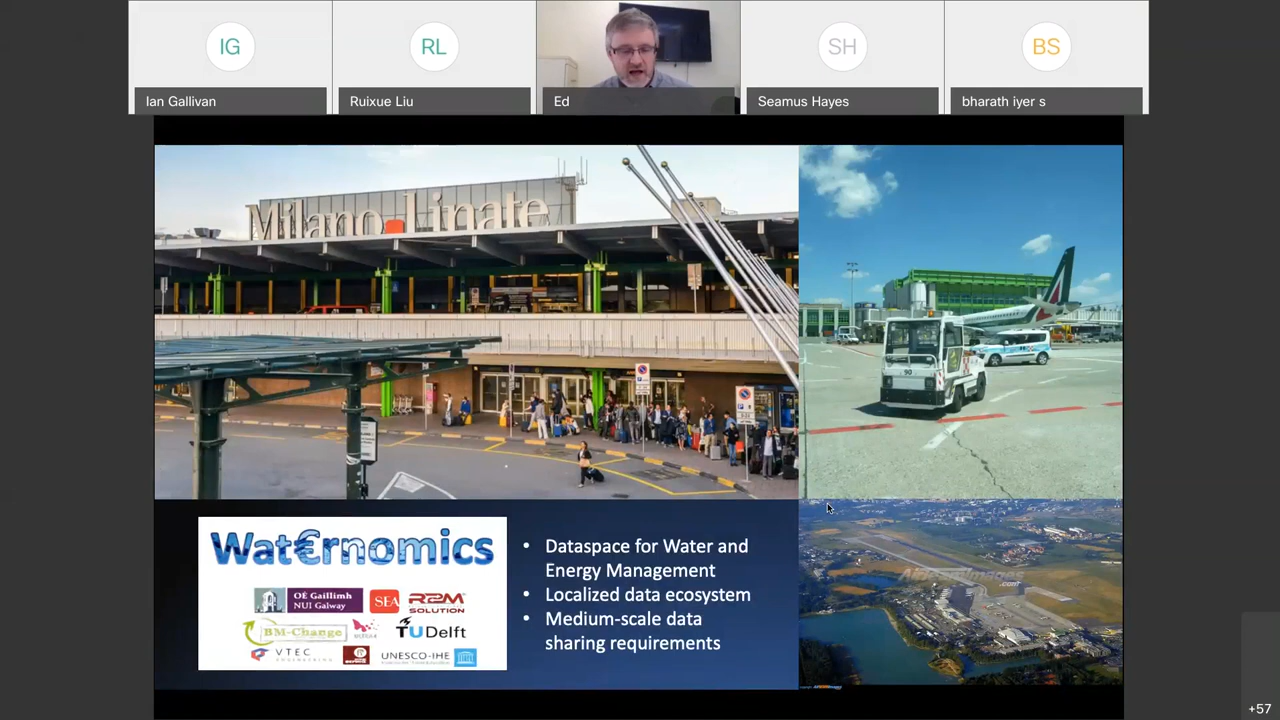 IG
RL
SH
BS
Ian Gallivan
Ruixue Liu
Ed
Seamus Hayes
bharath iyer s
Milano Linate
90
Wat€rnomics
OÉ Gaillimh
NUI Galway
SEA
R2M
SOLUTION
BM-Change
TUDelft
VTEC
ENGINEERING
UNESCO-IHE
• Dataspace for Water and
Energy Management
• Localized data ecosystem
• Medium-scale data
sharing requirements
+57